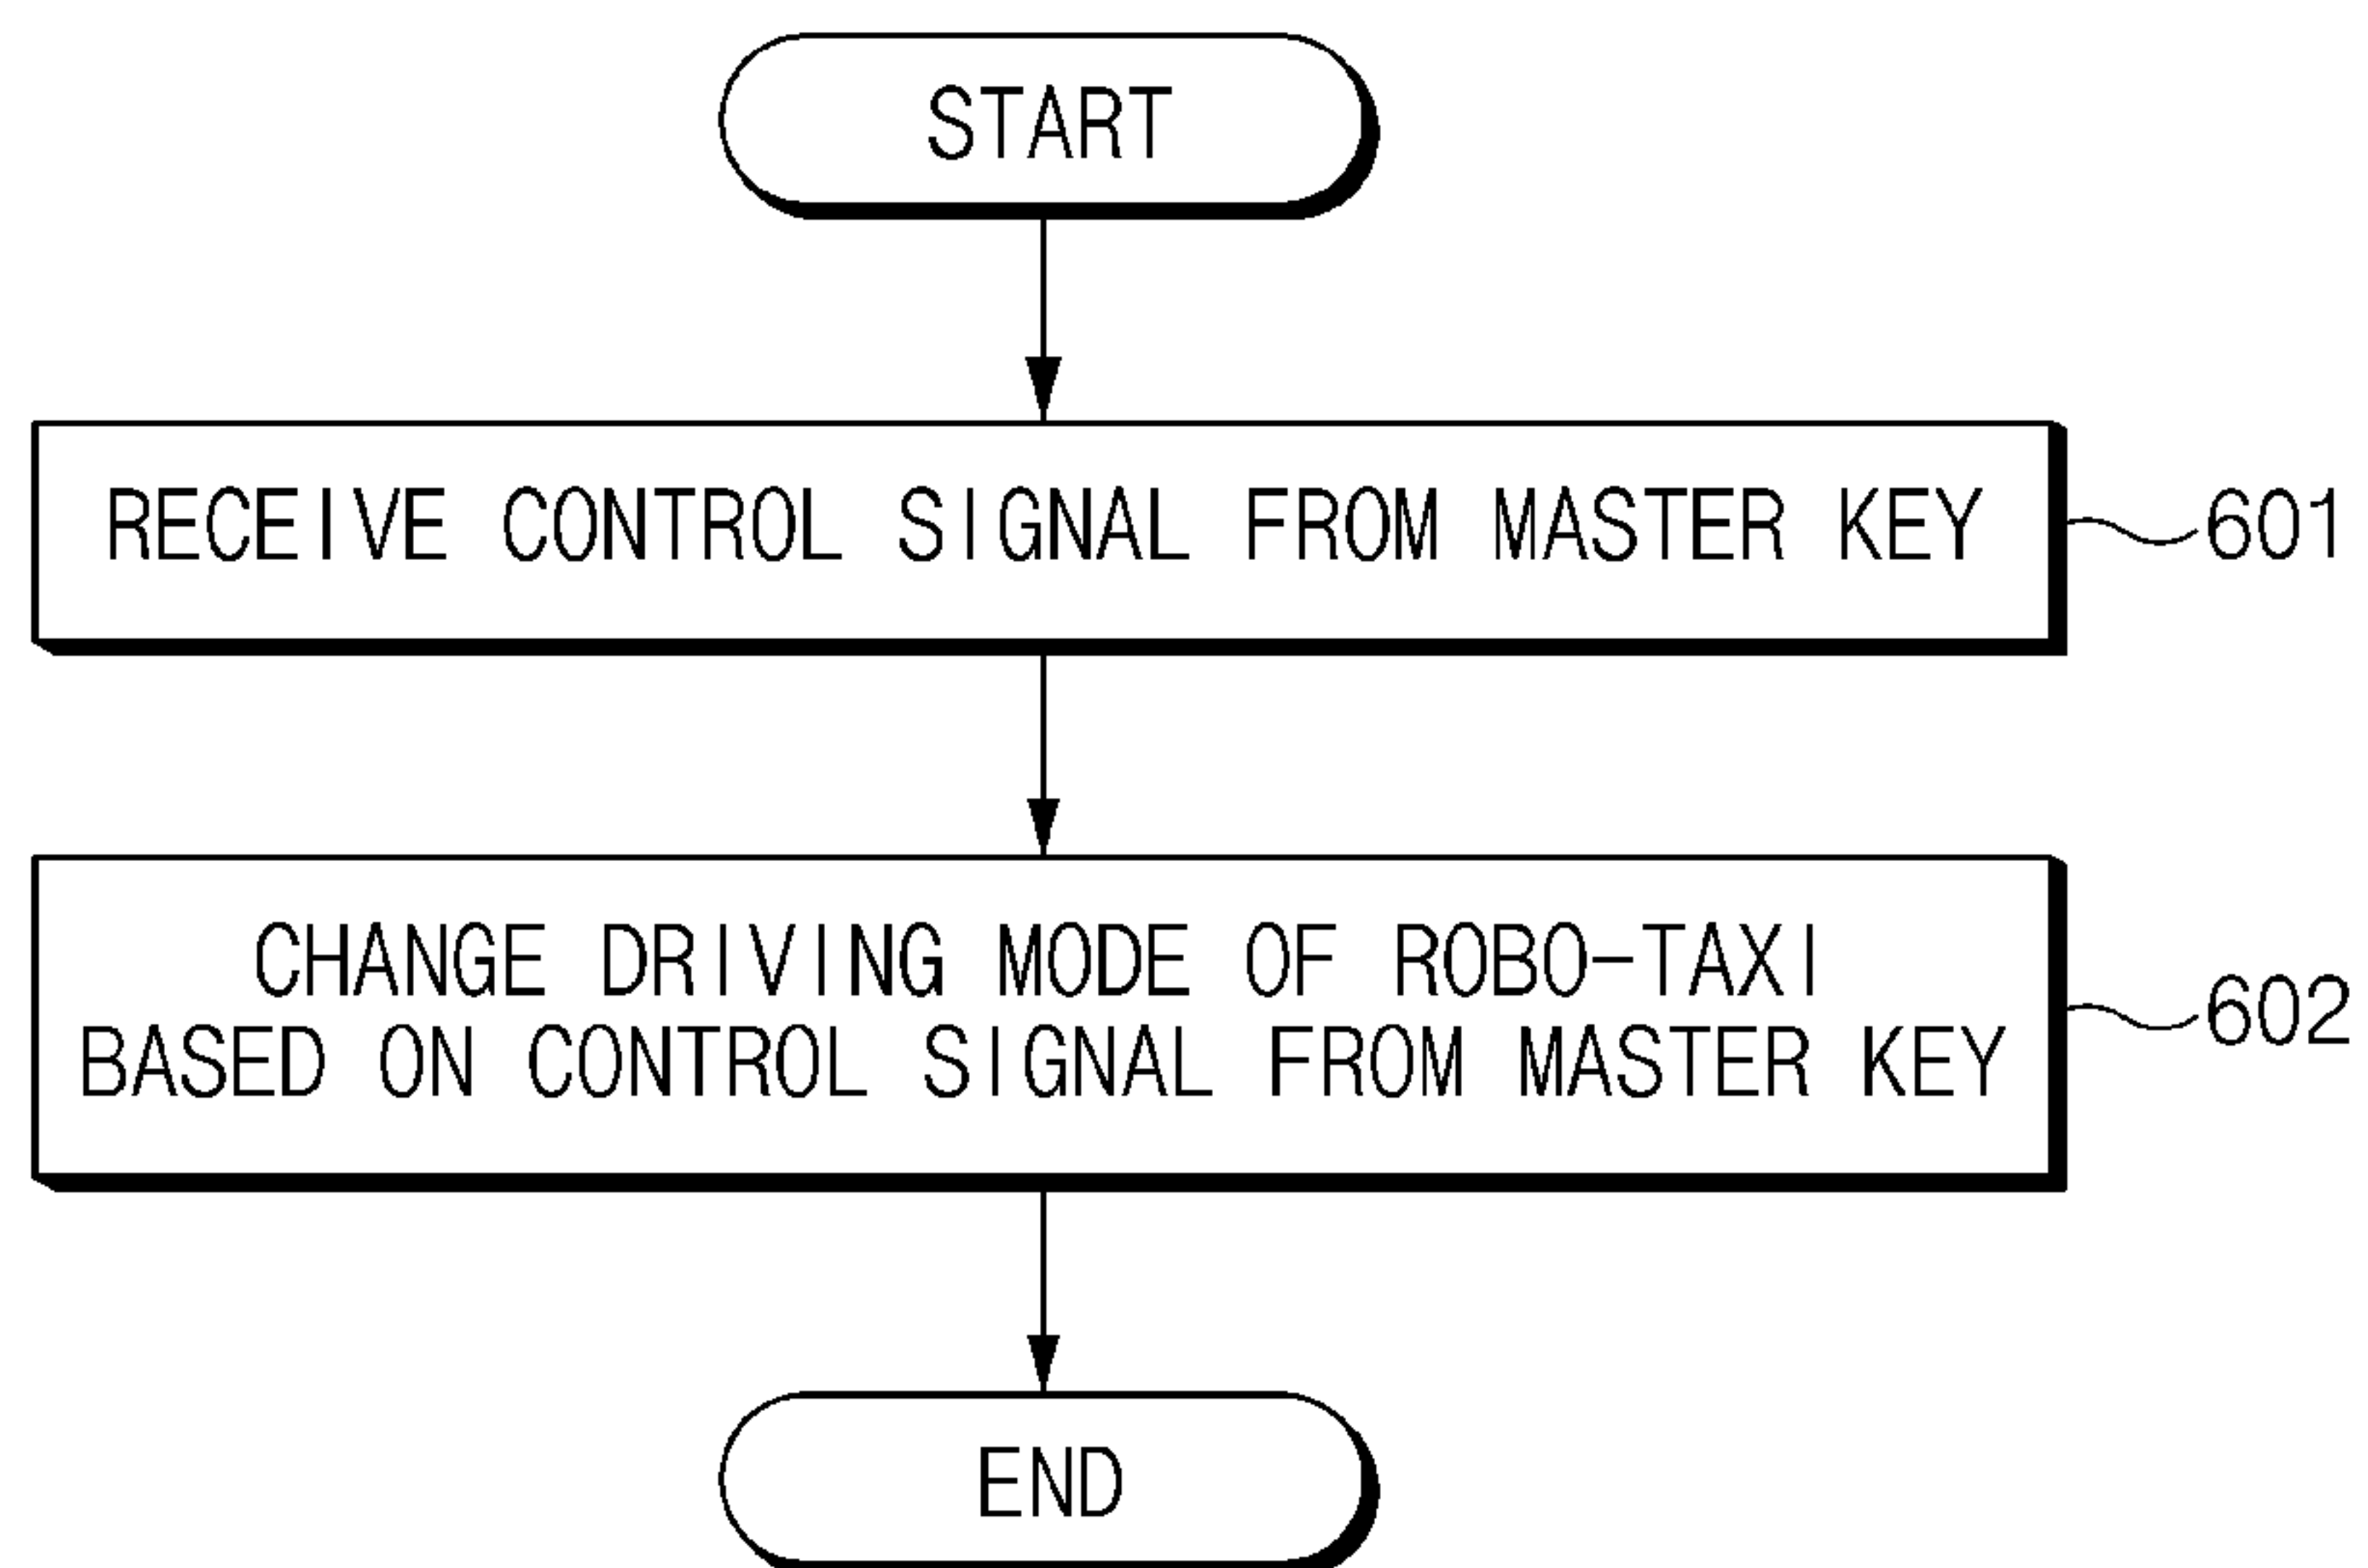 START
RECEIVE CONTROL SIGNAL FROM MASTER KEY
601
CHANGE DRIVING MODE OF ROBO-TAXI
BASED ON CONTROL SIGNAL FROM MASTER KEY
602
END